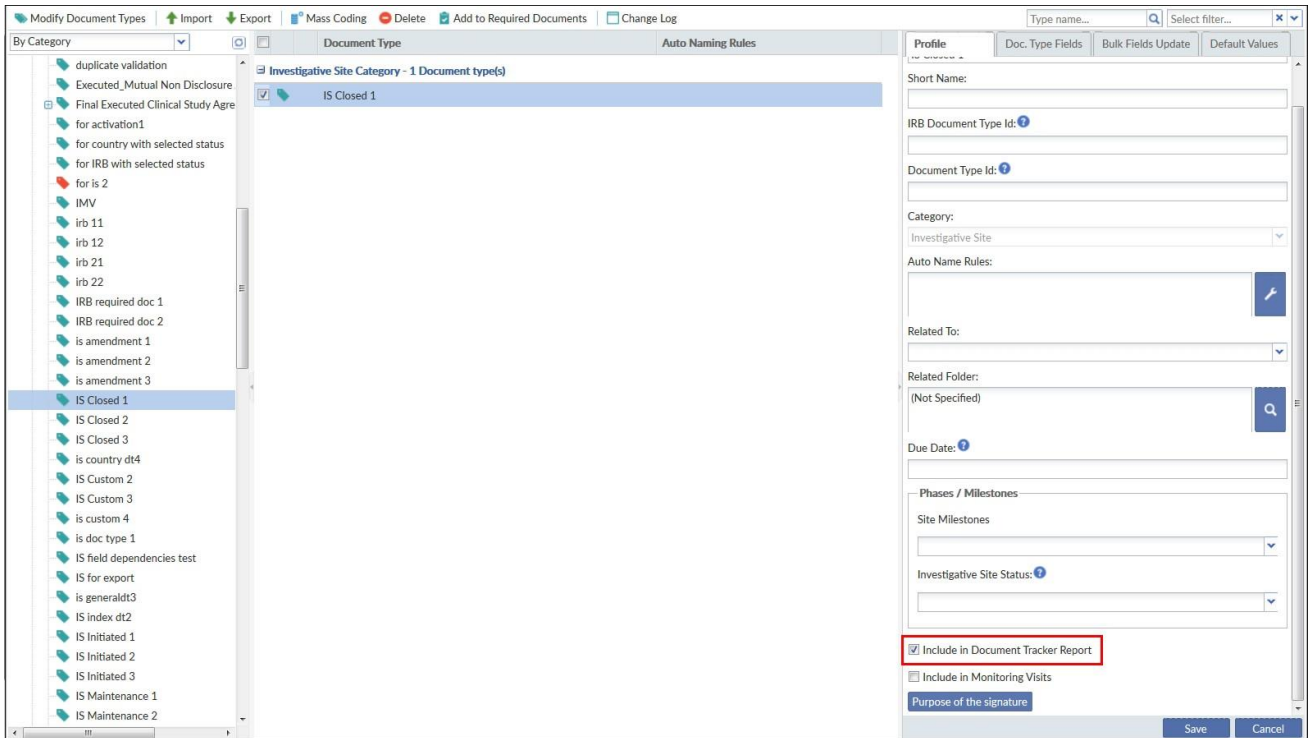 Modify Document Types Import Export Mass Coding Delete Add to Required Documents Change Log Type name... Select filter...
By Category
duplicate validation
Executed_Mutual Non Disclosure
Final Executed Clinical Study Agre
for activation1
for country with selected status
for IRB with selected status
for is 2
IMV
irb 11
irb 12
irb 21
irb 22
IRB required doc 1
IRB required doc 2
is amendment 1
is amendment 2
is amendment 3
IS Closed 1
IS Closed 2
IS Closed 3
is country dt4
IS Custom 2
IS Custom 3
is custom 4
is doc type 1
IS field dependencies test
IS for export
is generaldt3
IS index dt2
IS Initiated 1
IS Initiated 2
IS Initiated 3
IS Maintenance 1
IS Maintenance 2
Document Type Auto Naming Rules
Investigative Site Category - 1 Document type(s)
IS Closed 1
Profile Doc. Type Fields Bulk Fields Update Default Values
IS Closed 1
Short Name:
IRB Document Type Id:
Document Type Id:
Category:
Investigative Site
Auto Name Rules:
Related To:
Related Folder:
(Not Specified)
Due Date:
Phases / Milestones
Site Milestones
Investigative Site Status:
Include in Document Tracker Report
Include in Monitoring Visits
Purpose of the signature
Save Cancel